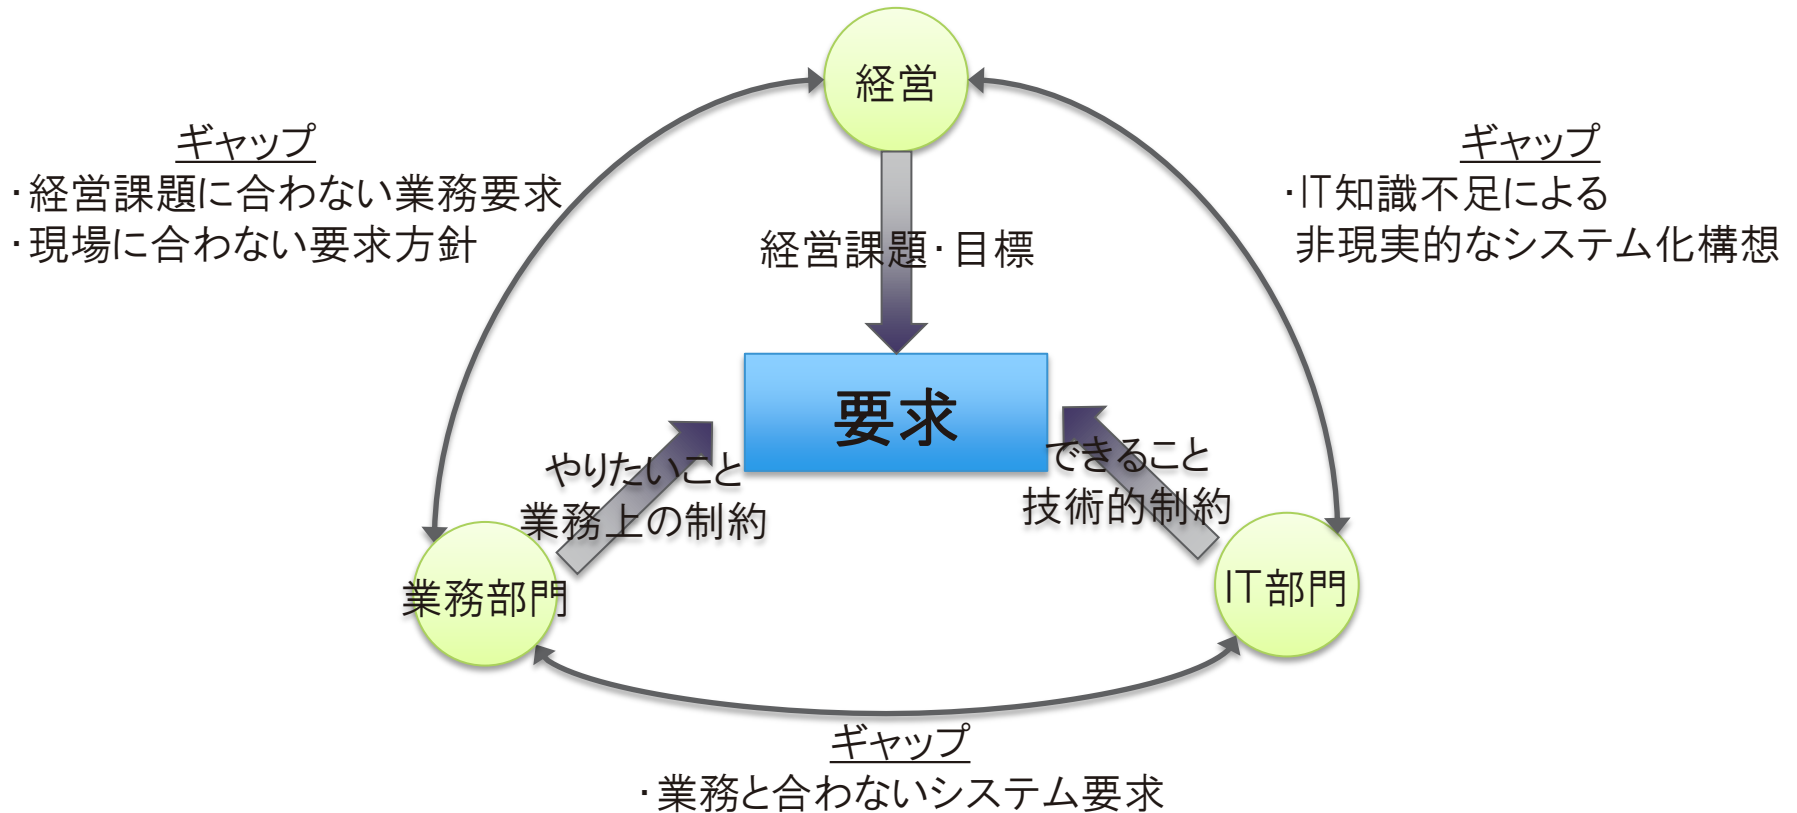 経営
ギャップ
・経営課題に合わない業務要求
・現場に合わない要求方針
ギャップ
・IT知識不足による
非現実的なシステム化構想
経営課題・目標
要求
やりたいこと
業務上の制約
できること
技術的制約
業務部門
IT部門
ギャップ
・業務と合わないシステム要求